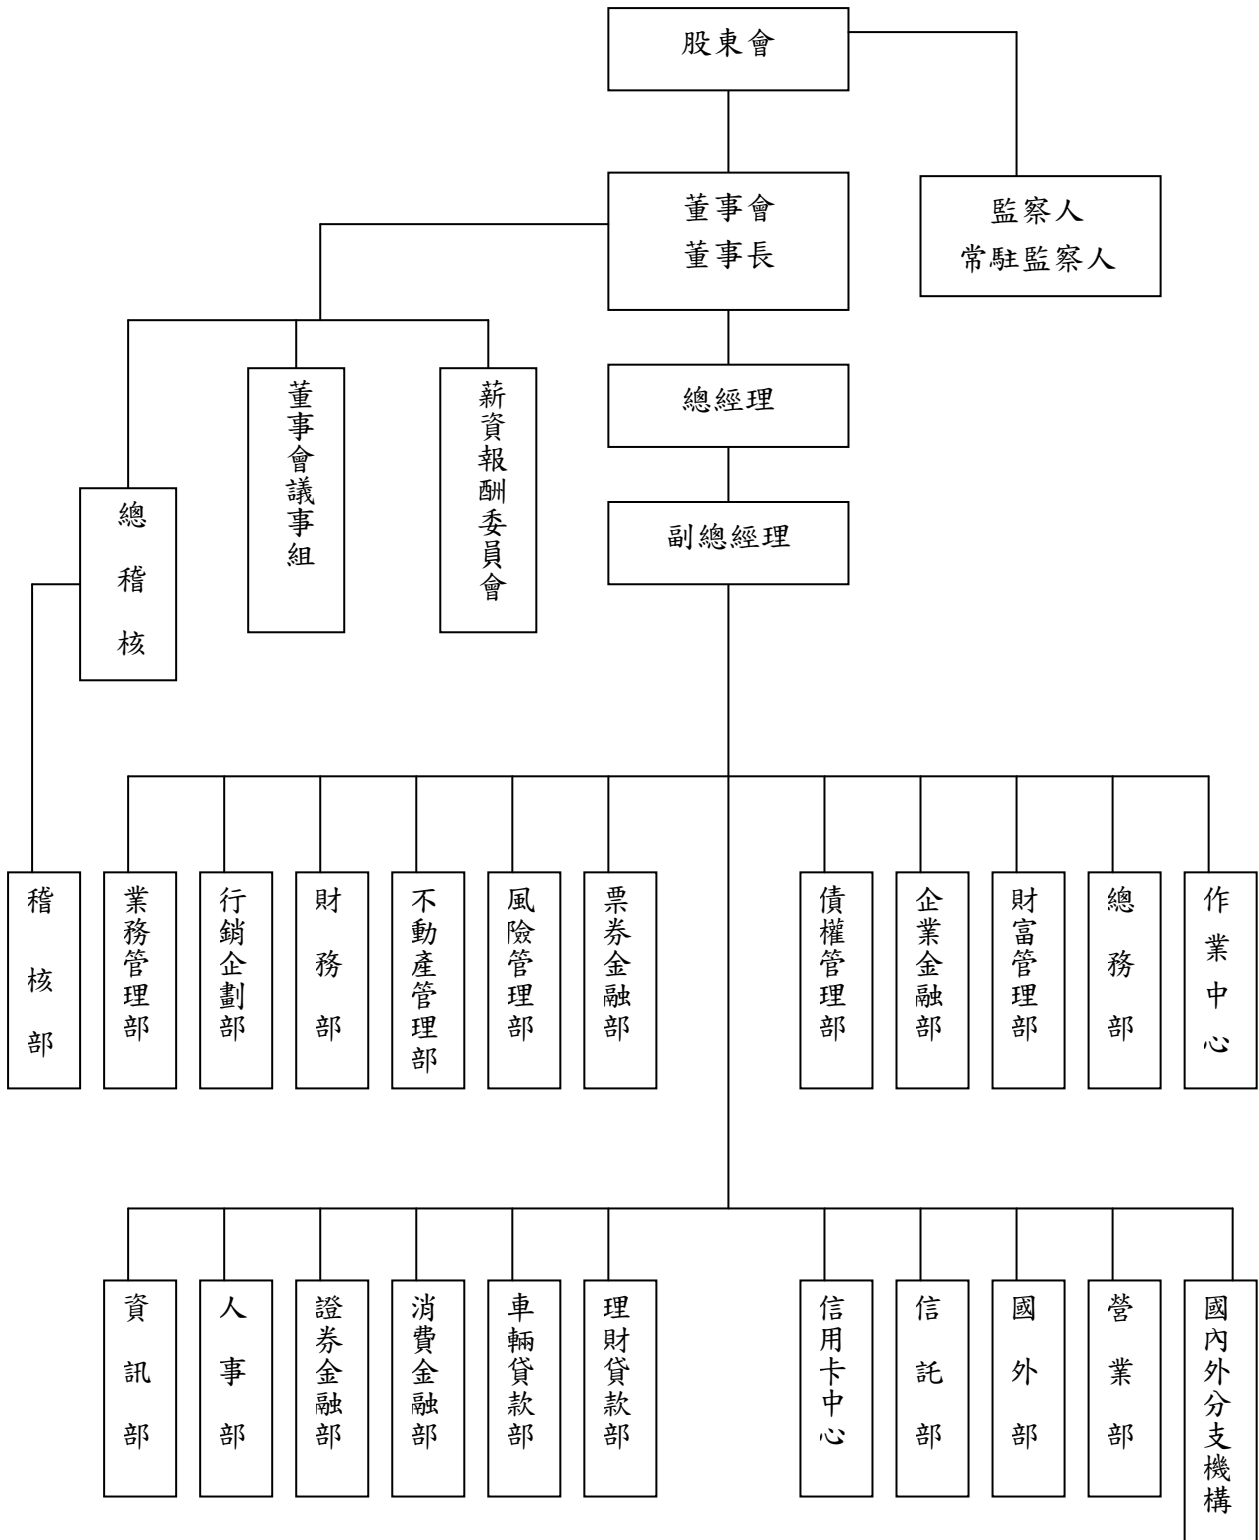 股東會
董事會
董事長
監察人
常駐監察人
總經理
副總經理
總稽核
董事會議事組
薪資報酬委員會
稽核部
業務管理部
行銷企劃部
財務部
不動產管理部
風險管理部
票券金融部
債權管理部
企業金融部
財富管理部
總務部
作業中心
資訊部
人事部
證券金融部
消費金融部
車輛貸款部
理財貸款部
信用卡中心
信託部
國外部
營業部
國內外分支機構